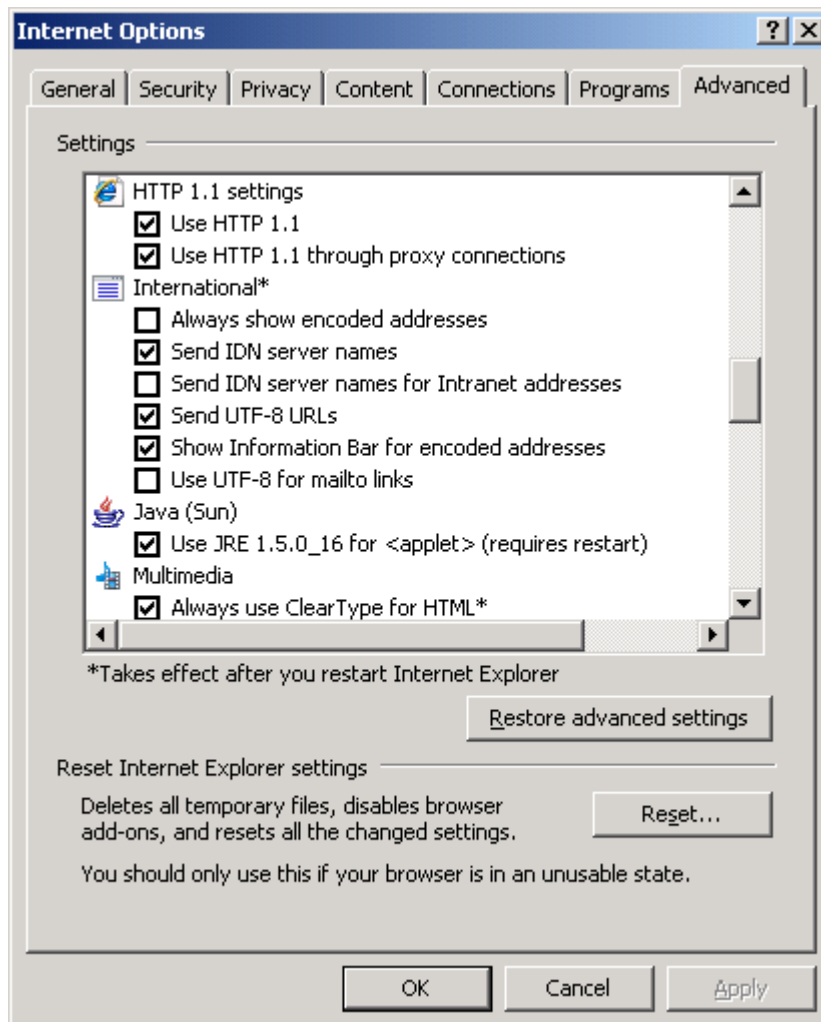 Internet Options
General Security Privacy Content Connections Programs Advanced
Settings
HTTP 1.1 settings
Use HTTP 1.1
Use HTTP 1.1 through proxy connections
International*
Always show encoded addresses
Send IDN server names
Send IDN server names for Intranet addresses
Send UTF-8 URLs
Show Information Bar for encoded addresses
Use UTF-8 for mailto links
Java (Sun)
Use JRE 1.5.0_16 for <applet> (requires restart)
Multimedia
Always use ClearType for HTML*
*Takes effect after you restart Internet Explorer
Restore advanced settings
Reset Internet Explorer settings
Deletes all temporary files, disables browser
add-ons, and resets all the changed settings.
Reset...
You should only use this if your browser is in an unusable state.
OK Cancel Apply